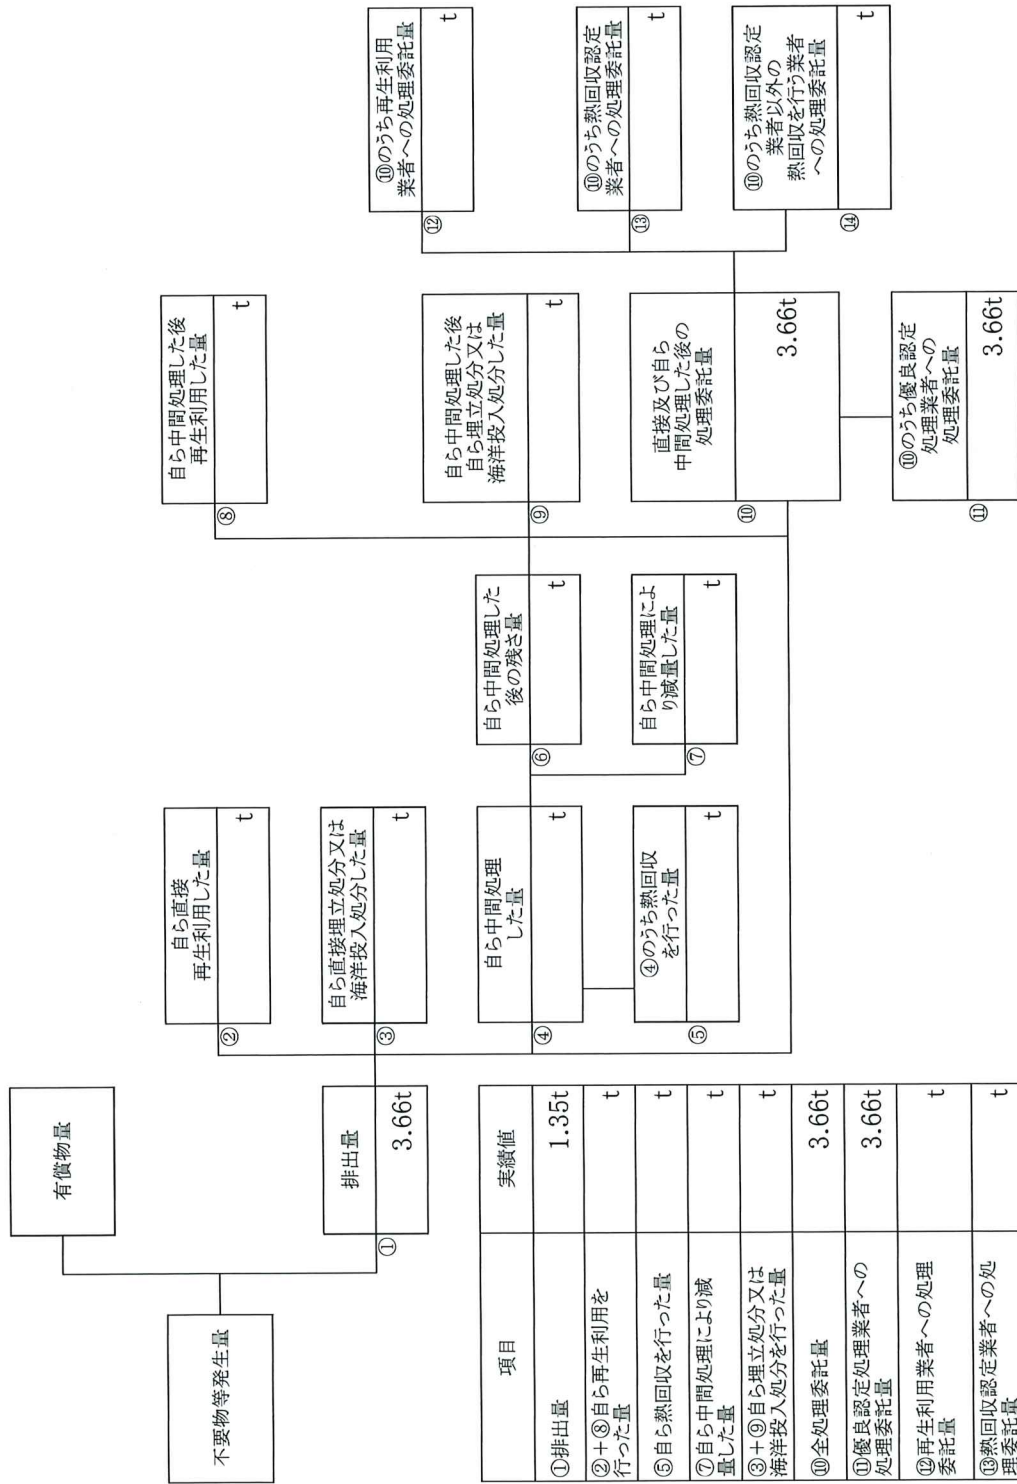 不要物等発生量
有償物量
①
排出量
3.66t
②
自ら直接
再生利用した量
t
③
自ら直接埋立処分又は
海洋投入処分した量
t
④
自ら中間処理
した量
t
⑤
④のうち熱回収
を行った量
t
⑥
自ら中間処理した
後の残さ量
t
⑦
自ら中間処理によ
り減量した量
t
⑧
自ら中間処理した後
再生利用した量
t
⑨
自ら中間処理した後
自ら埋立処分又は
海洋投入処分した量
t
⑩
直接及び自ら
中間処理した後の
処理委託量
3.66t
⑪
⑩のうち優良認定
処理業者への
処理委託量
3.66t
⑫
⑩のうち再生利用
業者への処理委託量
t
⑬
⑩のうち熱回収認定
業者への処理委託量
t
⑭
⑩のうち熱回収認定
業者以外の
熱回収を行う業者
への処理委託量
t
項目
実績値
①排出量
1.35t
②+⑧自ら再生利用を
行った量
t
⑤自ら熱回収を行った量
t
⑦自ら中間処理により減
量した量
t
③+⑨自ら埋立処分又は
海洋投入処分を行った量
t
⑩全処理委託量
3.66t
⑪優良認定処理業者への
処理委託量
3.66t
⑫再生利用業者への処理
委託量
t
⑬熱回収認定業者への処
理委託量
t